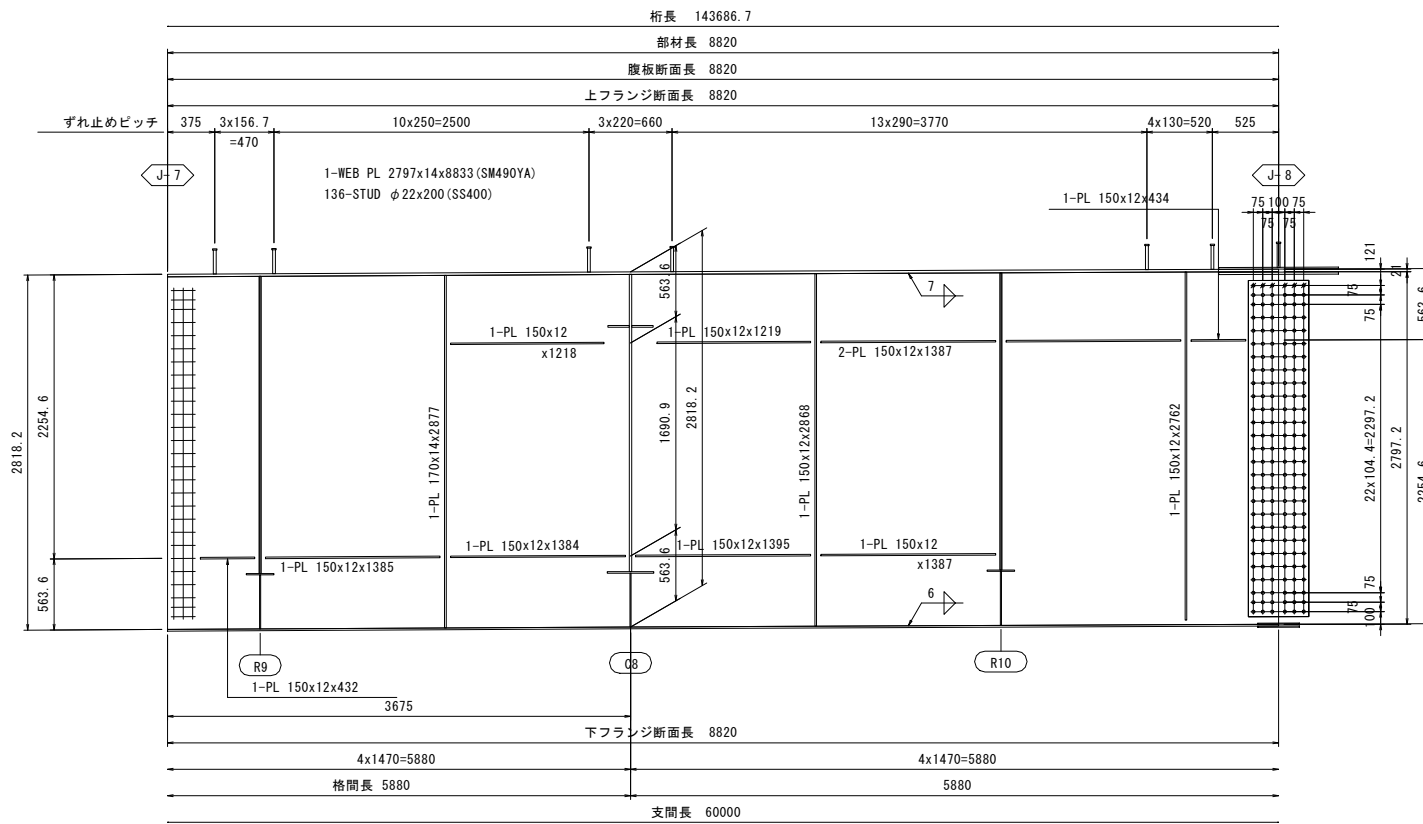 桁長 143686.7
部材長 8820
腹板断面長 8820
上フランジ断面長 8820
ずれ止めピッチ 375 3x156.7 10x250=2500 3x220=660 13x290=3770 4x130=520 525
=470
J-7
1-WEB PL 2797x14x8833(SM490YA)
136-STUD φ22x200(SS400)
J-8
1-PL 150x12x434
75 100 75
75 75
121
21
563.6
7
75
75
563.6
1-PL 150x12
x1218
1-PL 150x12x1219
2-PL 150x12x1387
2818.2
2254.6
1-PL 170x14x2877
1690.9
2818.2
1-PL 150x12x2868
1-PL 150x12x2762
22x104.4=2297.2
2797.2
2254.6
1-PL 150x12x1384
1-PL 150x12x1395
1-PL 150x12
x1387
1-PL 150x12x1385
563.6
563.6
6
75
75
100
R9
C8
R10
1-PL 150x12x432
3675
下フランジ断面長 8820
4x1470=5880 4x1470=5880
格間長 5880 5880
支間長 60000